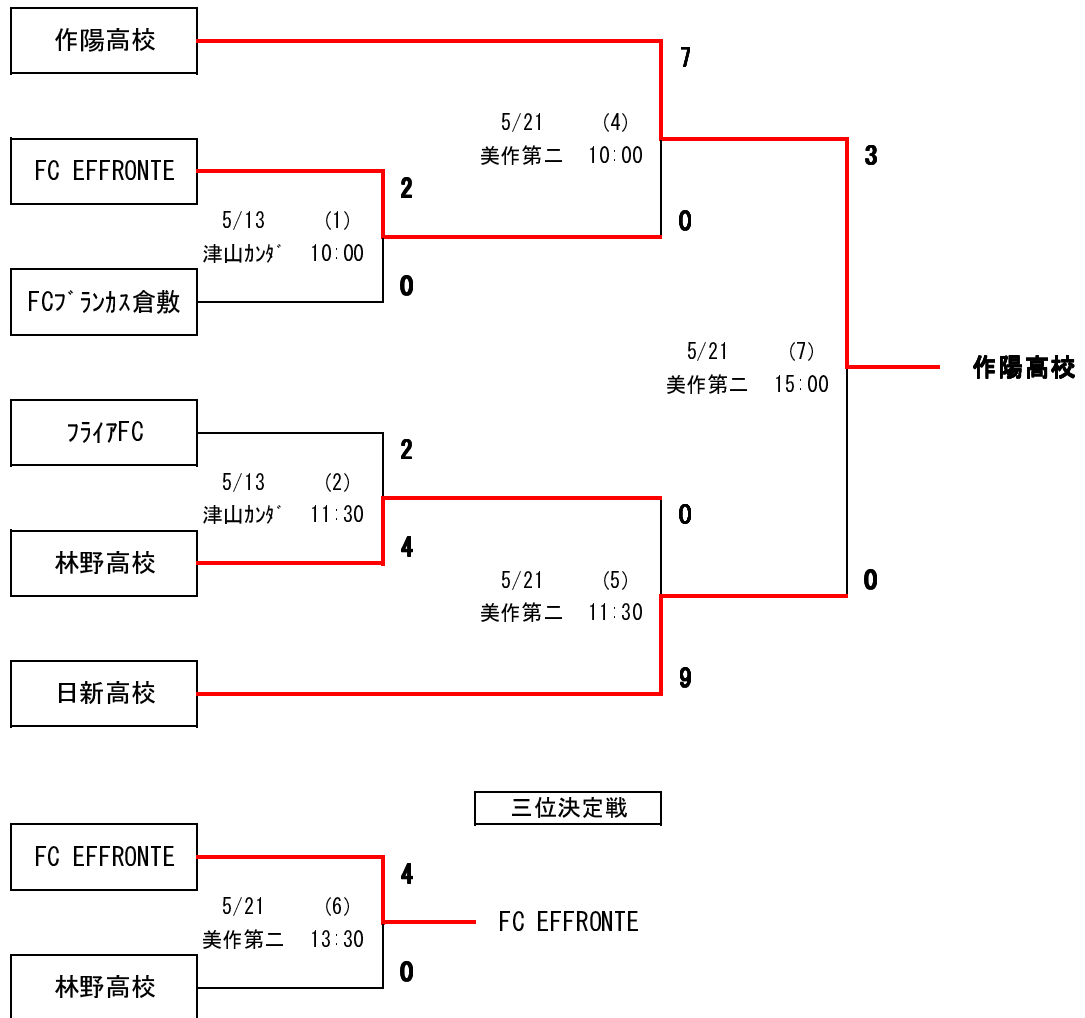 作陽高校
7
5/21 (4)
美作第二 10:00
3
FC EFFRONTE
2
5/13 (1)
津山ｶﾝﾀﾞ 10:00
0
0
FCﾌﾞﾗﾝｶｽ倉敷
5/21 (7)
美作第二 15:00
作陽高校
ﾌﾗｲｱFC
2
5/13 (2)
津山ｶﾝﾀﾞ 11:30
0
林野高校
4
5/21 (5)
美作第二 11:30
0
日新高校
9
三位決定戦
FC EFFRONTE
4
5/21 (6)
美作第二 13:30
FC EFFRONTE
0
林野高校